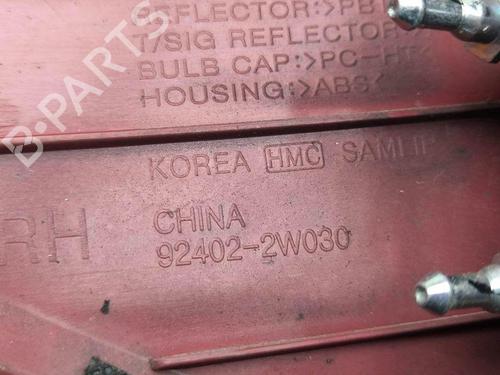 REFLECTOR:>PB
T/SIG REFLECTOR
BULB CAP:>PC-HT<
HOUSING:>ABS<
KOREA HMC SAMLIP
RH
CHINA
92402-2W030
B-PARTS